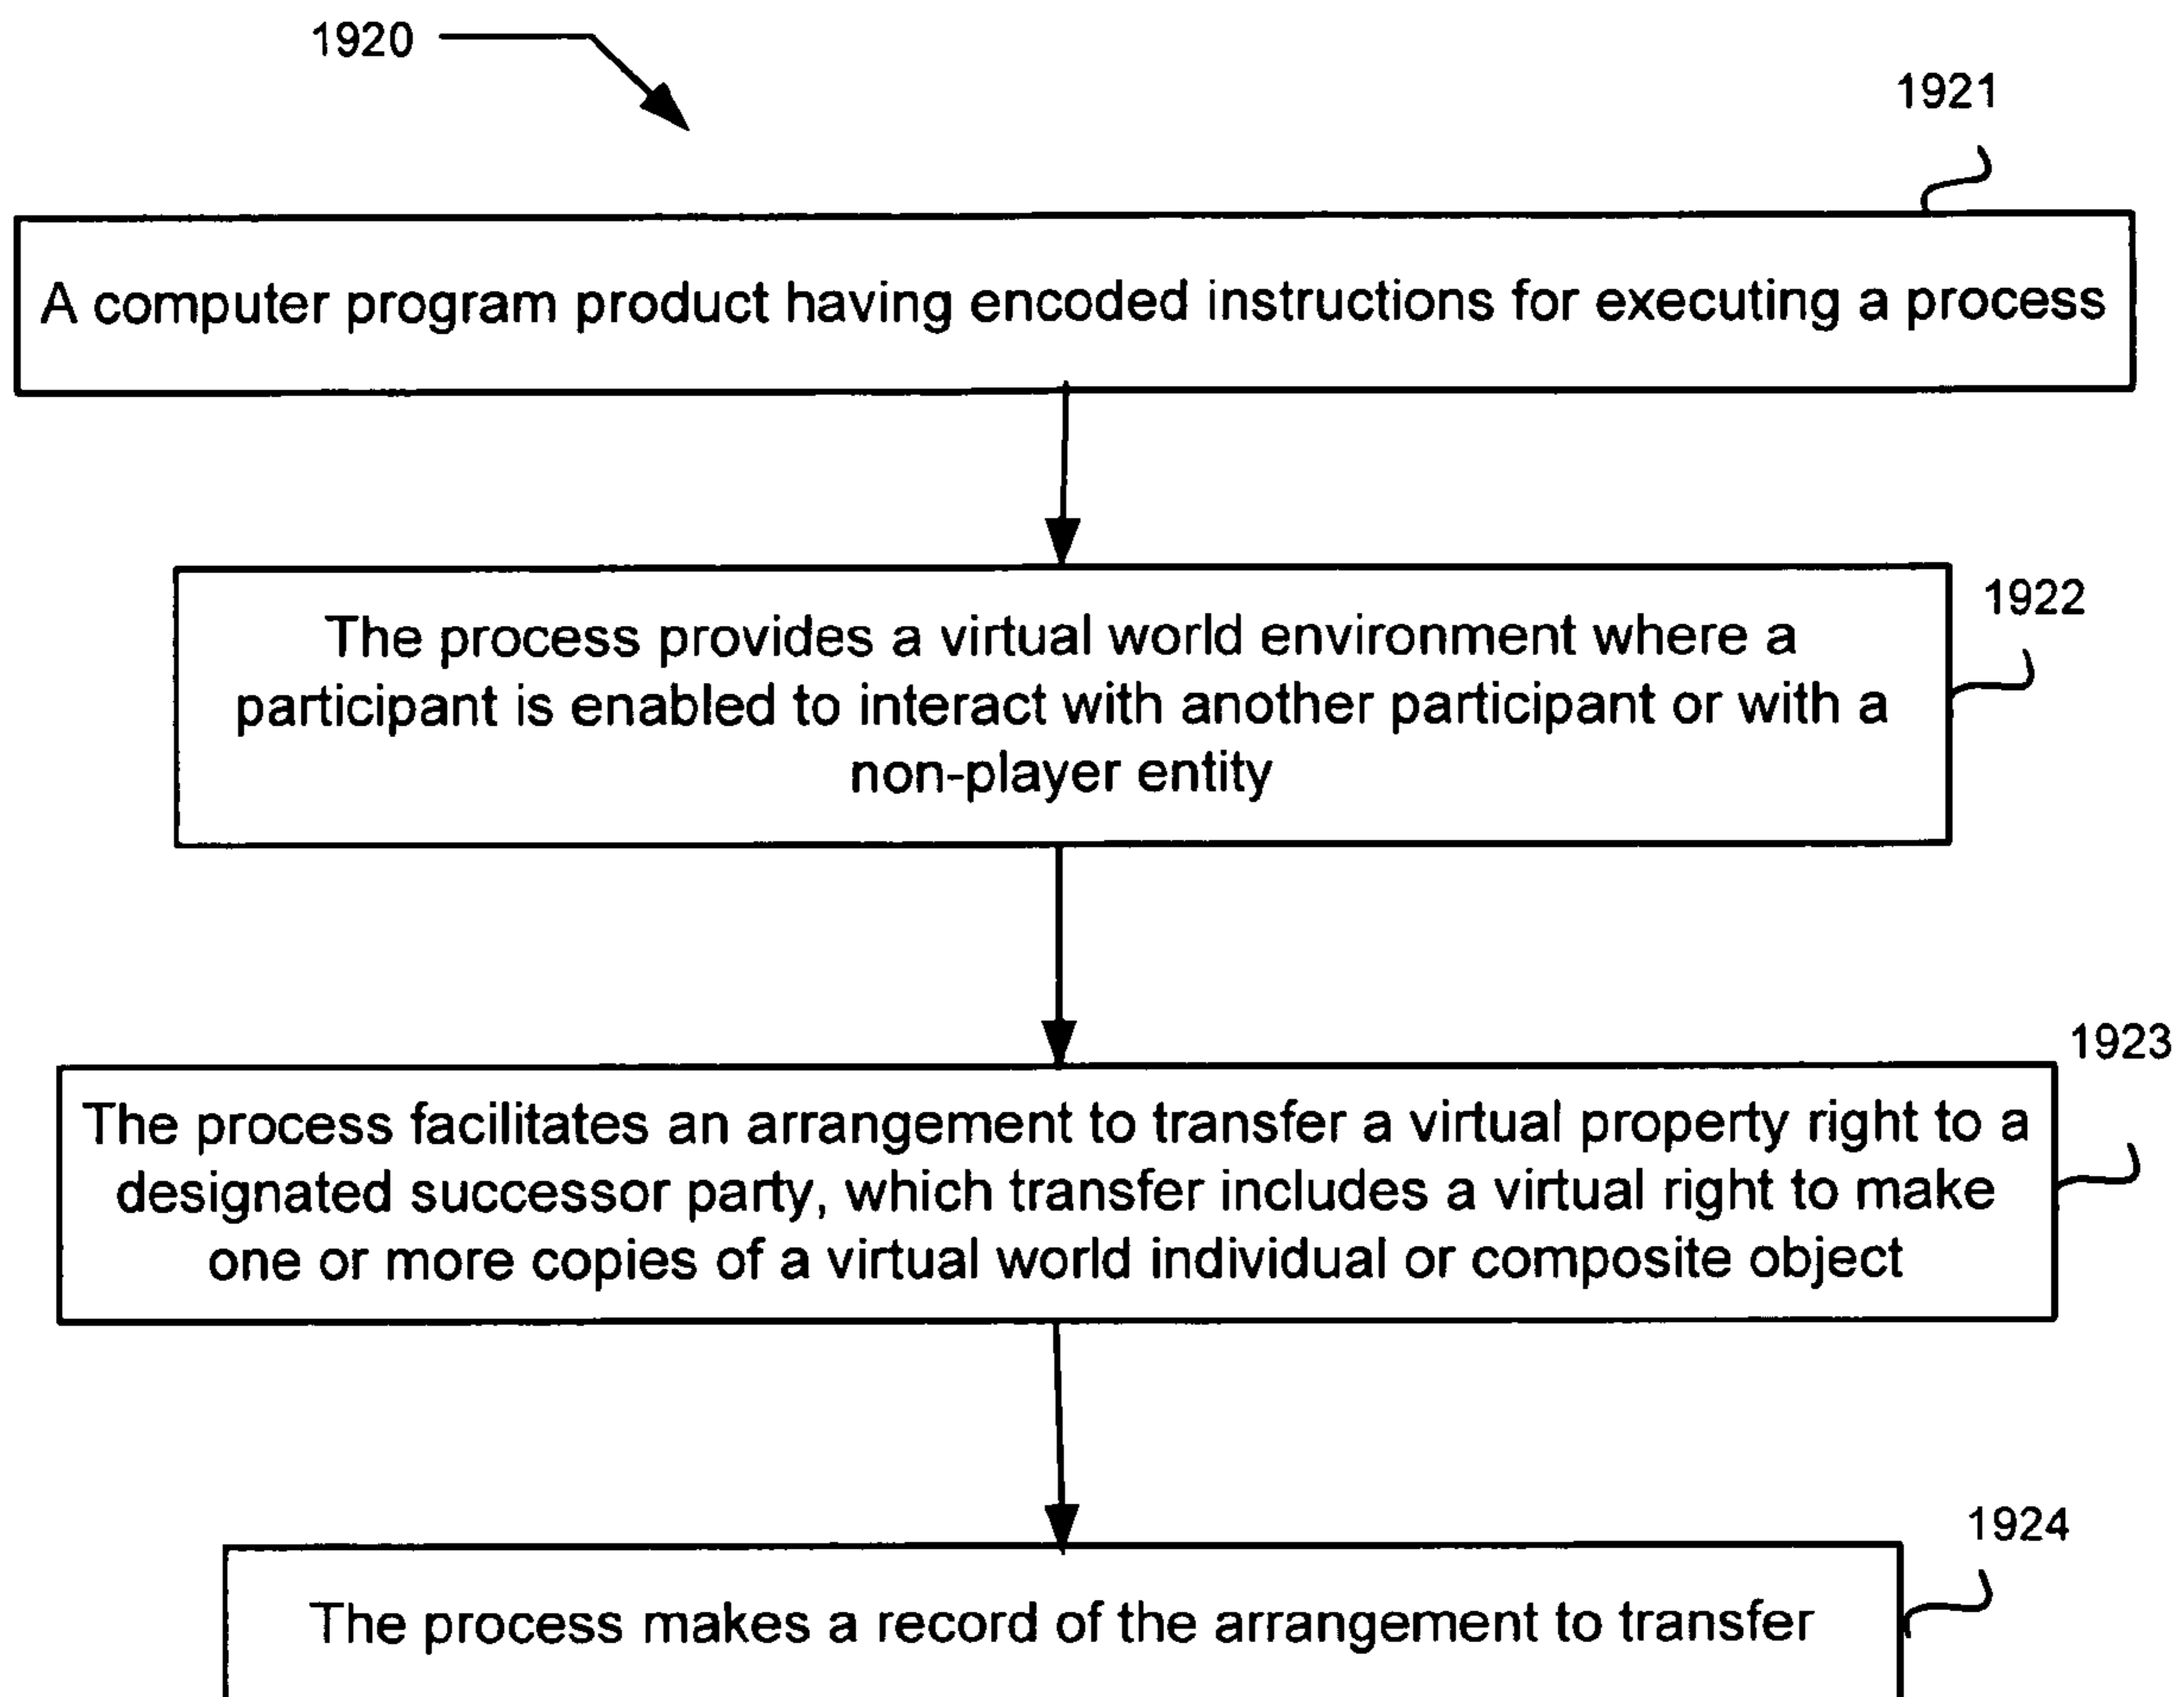 1920
1921
A computer program product having encoded instructions for executing a process
1922
The process provides a virtual world environment where a
participant is enabled to interact with another participant or with a
non-player entity
1923
The process facilitates an arrangement to transfer a virtual property right to a
designated successor party, which transfer includes a virtual right to make
one or more copies of a virtual world individual or composite object
1924
The process makes a record of the arrangement to transfer